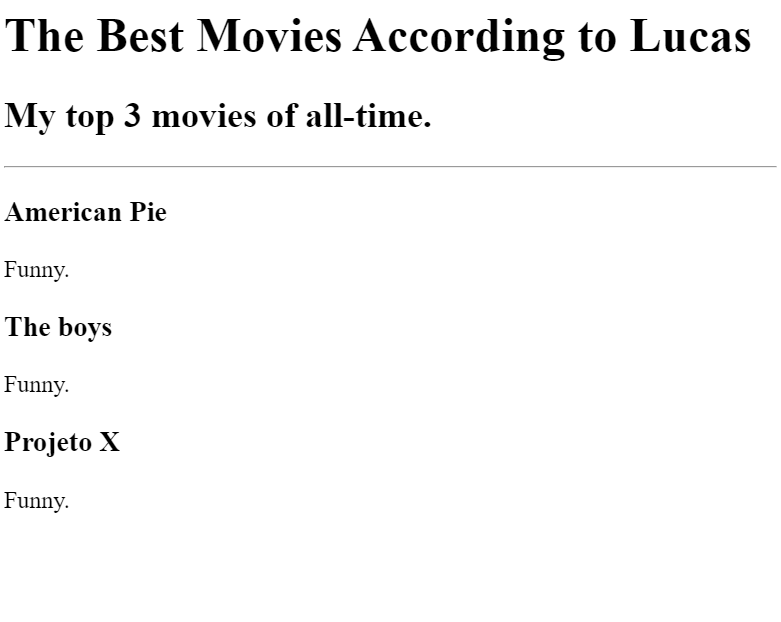 The Best Movies According to Lucas
My top 3 movies of all-time.
American Pie
Funny.
The boys
Funny.
Projeto X
Funny.